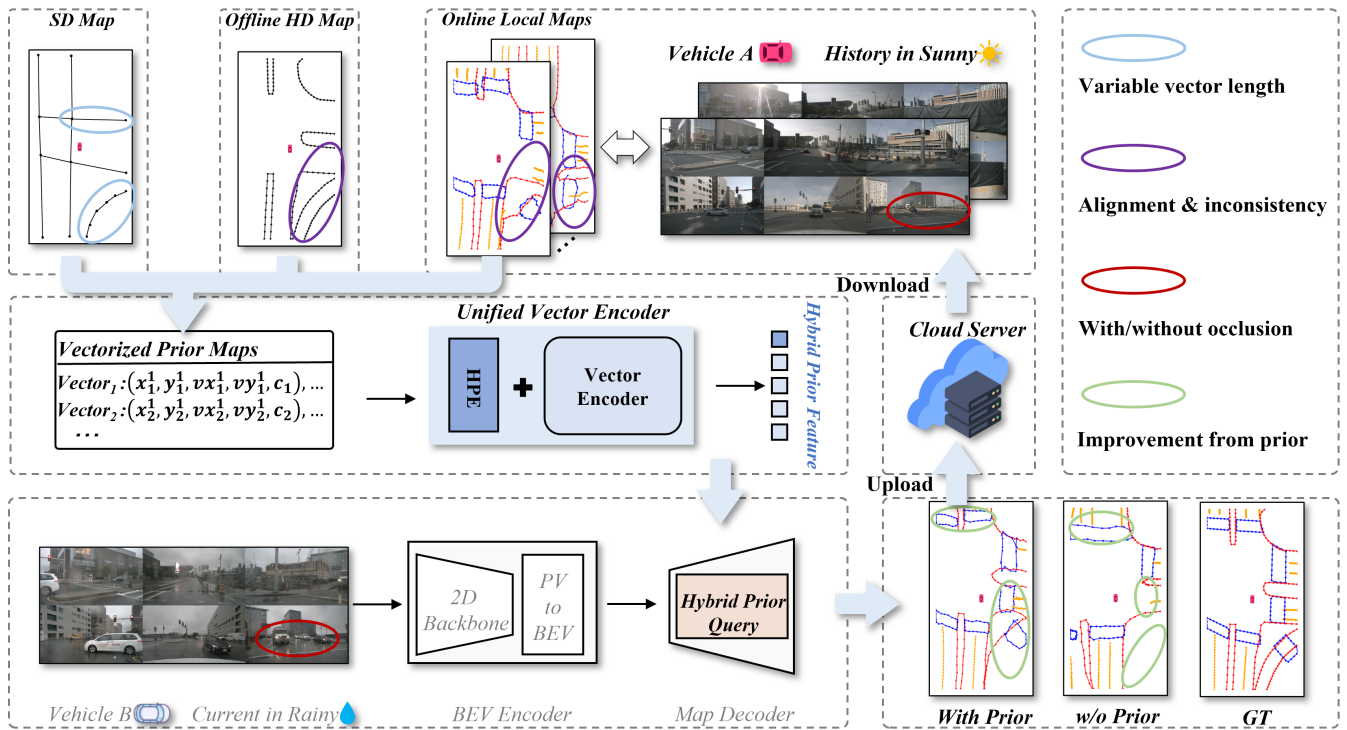 SD Map
Offline HD Map
Online Local Maps
Vehicle A
History in Sunny
Variable vector length
Alignment & inconsistency
With/without occlusion
Improvement from prior
Download
Cloud Server
Upload
Vectorized Prior Maps
Vector₁:(x₁¹, y₁¹, vx₁¹, vy₁¹, c₁), ...
Vector₂:(x₂¹, y₂¹, vx₂¹, vy₂¹, c₂), ...
...
Unified Vector Encoder
HPE
+
Vector
Encoder
Hybrid Prior Feature
2D
Backbone
PV
to
BEV
Hybrid Prior
Query
Vehicle B
Current in Rainy
BEV Encoder
Map Decoder
With Prior
w/o Prior
GT